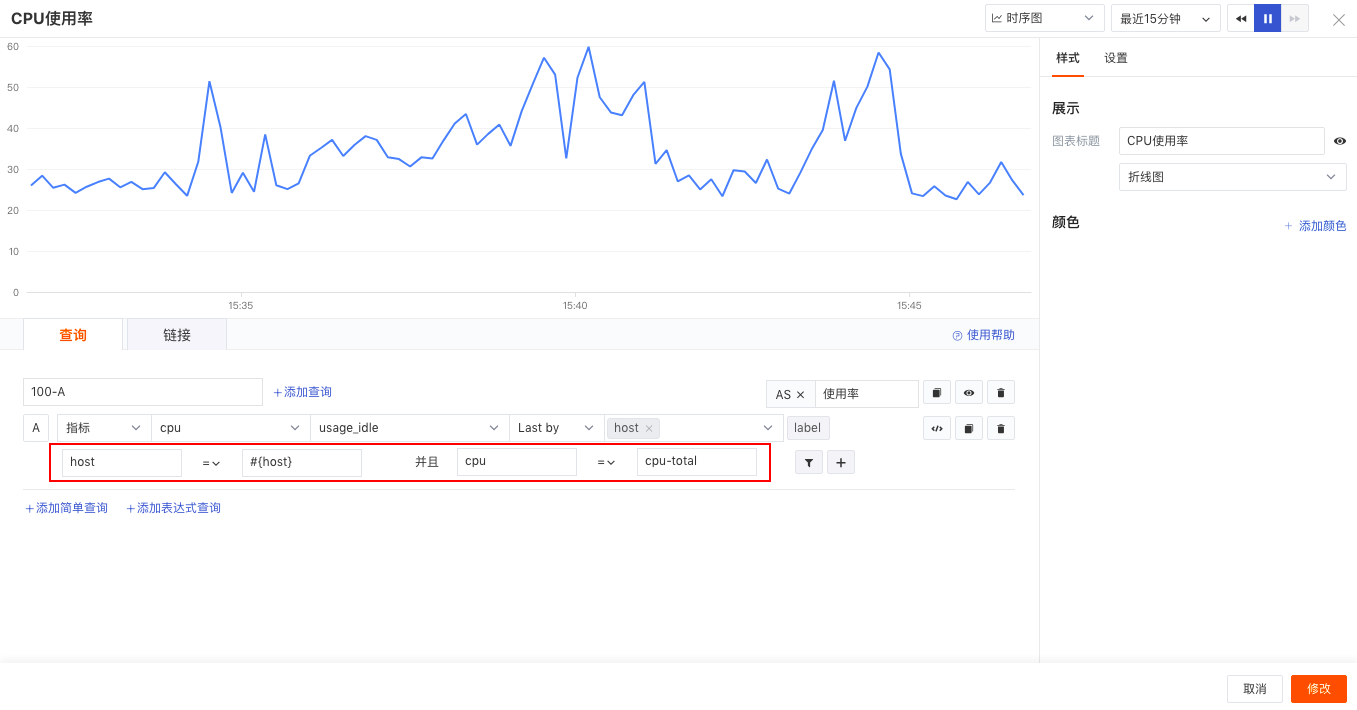 CPU使用率 时序图 最近15分钟
60
50
40
30
20
10
0
15:35 15:40 15:45
样式 设置
展示
图表标题 CPU使用率
折线图
颜色 + 添加颜色
查询 链接 使用帮助
100-A +添加查询 AS × 使用率
A 指标 cpu usage_idle Last by host × label
host = #{host} 并且 cpu = cpu-total
+添加简单查询 +添加表达式查询
取消 修改